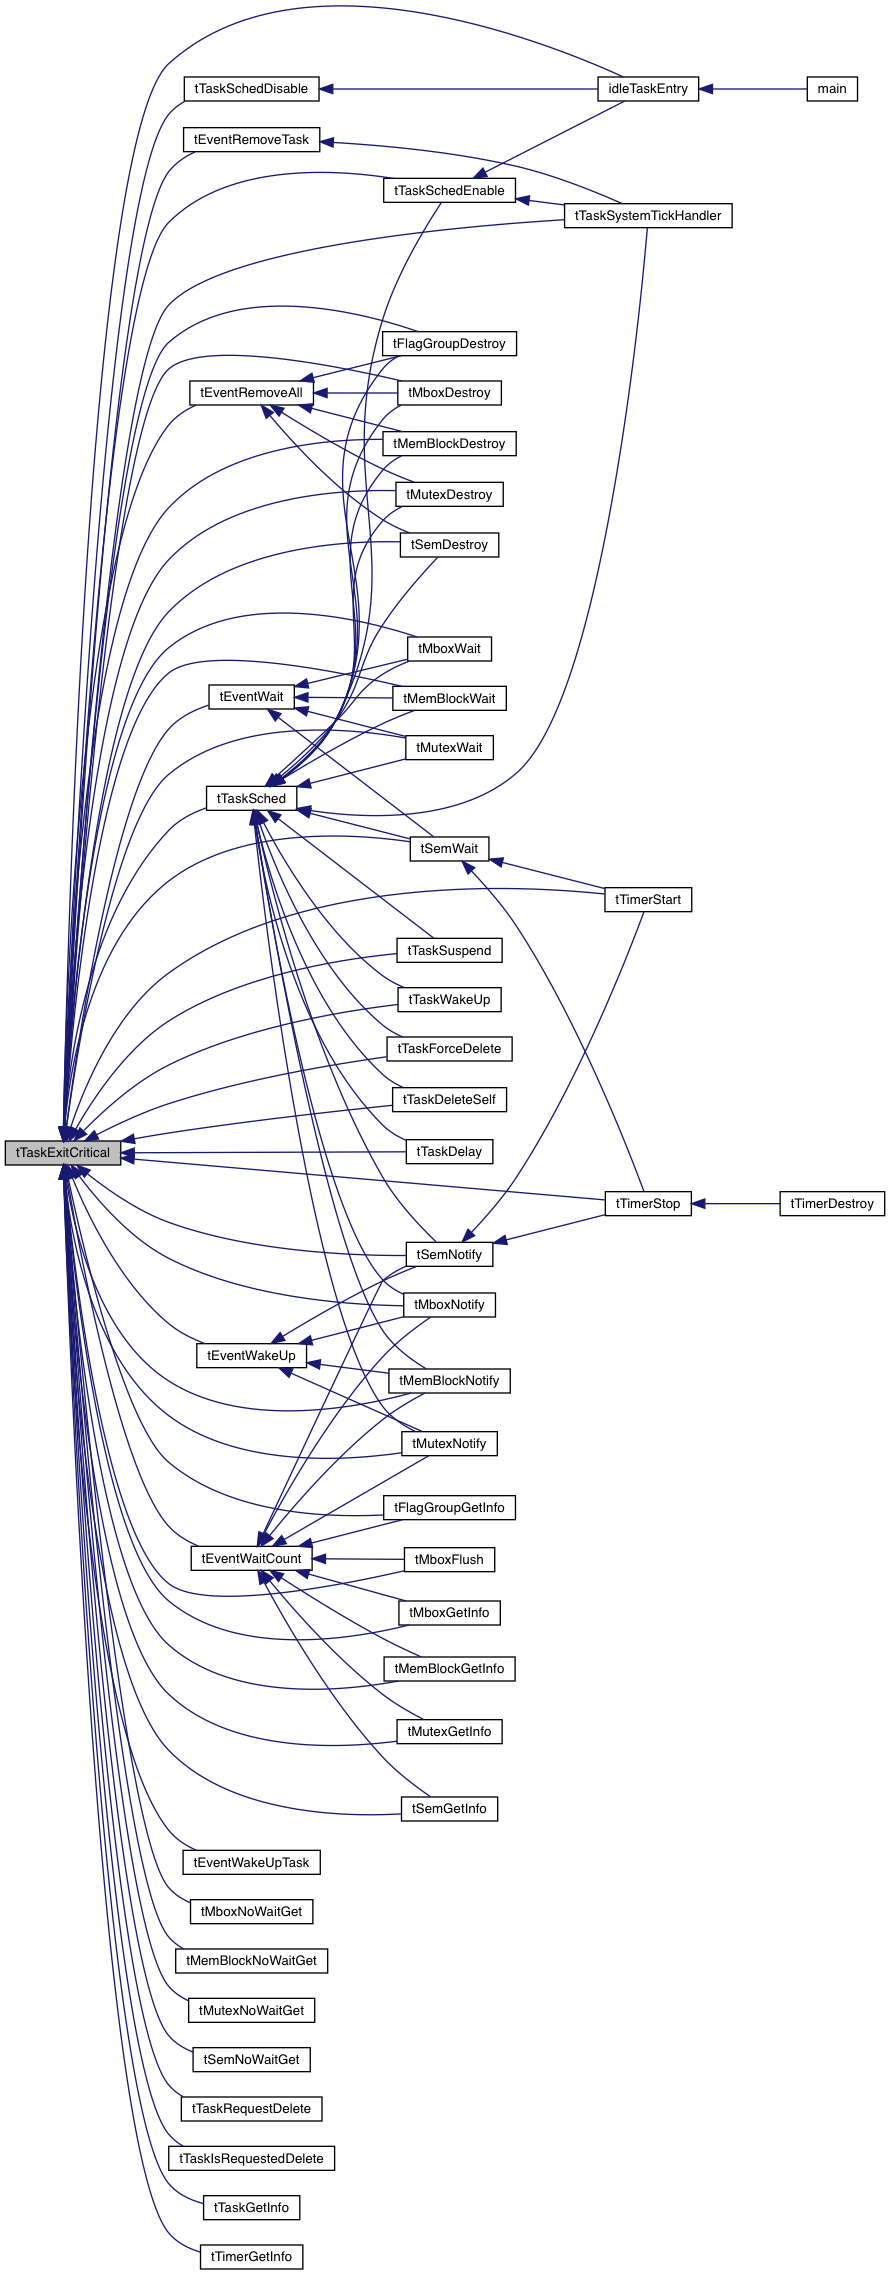 tTaskSchedDisable
idleTaskEntry
main
tEventRemoveTask
tTaskSchedEnable
tTaskSystemTickHandler
tFlagGroupDestroy
tEventRemoveAll
tMboxDestroy
tMemBlockDestroy
tMutexDestroy
tSemDestroy
tMboxWait
tEventWait
tMemBlockWait
tMutexWait
tTaskSched
tSemWait
tTimerStart
tTaskSuspend
tTaskWakeUp
tTaskForceDelete
tTaskDeleteSelf
tTaskExitCritical
tTaskDelay
tTimerStop
tTimerDestroy
tSemNotify
tMboxNotify
tEventWakeUp
tMemBlockNotify
tMutexNotify
tFlagGroupGetInfo
tEventWaitCount
tMboxFlush
tMboxGetInfo
tMemBlockGetInfo
tMutexGetInfo
tSemGetInfo
tEventWakeUpTask
tMboxNoWaitGet
tMemBlockNoWaitGet
tMutexNoWaitGet
tSemNoWaitGet
tTaskRequestDelete
tTaskIsRequestedDelete
tTaskGetInfo
tTimerGetInfo